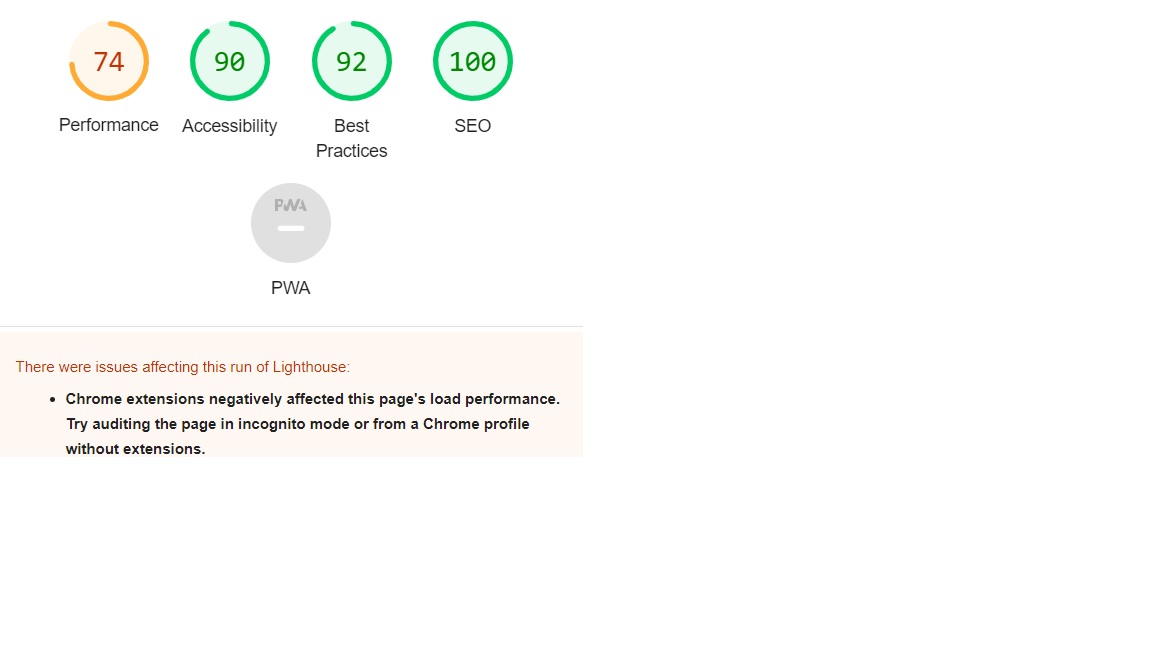 74 90 92 100
Performance Accessibility Best Practices SEO
PWA
PWA
There were issues affecting this run of Lighthouse:
• Chrome extensions negatively affected this page's load performance.
Try auditing the page in incognito mode or from a Chrome profile
without extensions.